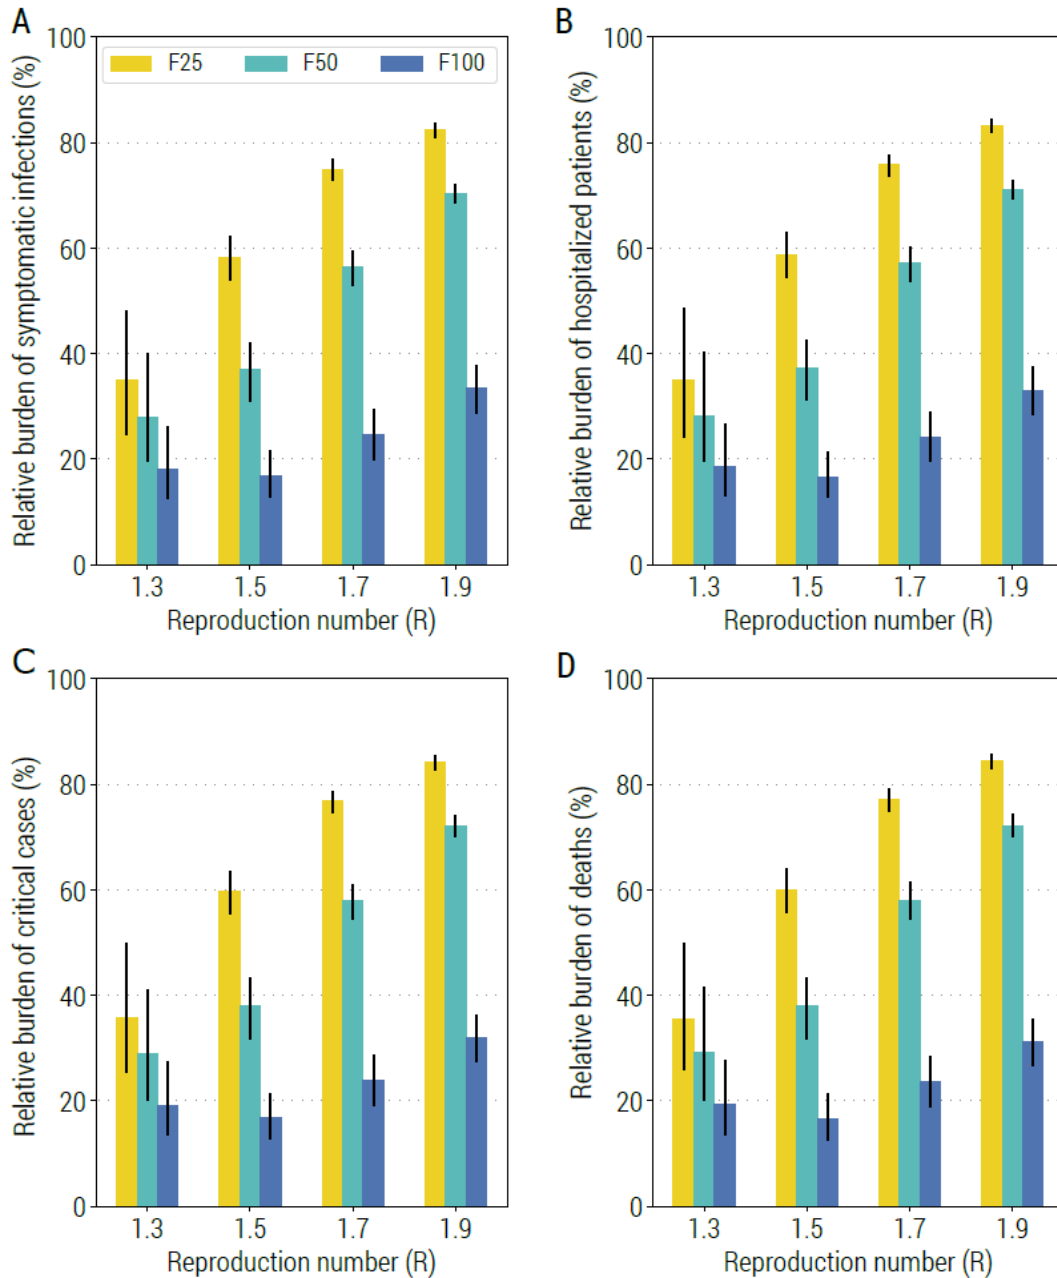 A
Relative burden of symptomatic infections (%)
100
80
60
40
20
0
F25 F50 F100
1.3 1.5 1.7 1.9
Reproduction number (R)
B
Relative burden of hospitalized patients (%)
100
80
60
40
20
0
1.3 1.5 1.7 1.9
Reproduction number (R)
C
Relative burden of critical cases (%)
100
80
60
40
20
0
1.3 1.5 1.7 1.9
Reproduction number (R)
D
Relative burden of deaths (%)
100
80
60
40
20
0
1.3 1.5 1.7 1.9
Reproduction number (R)